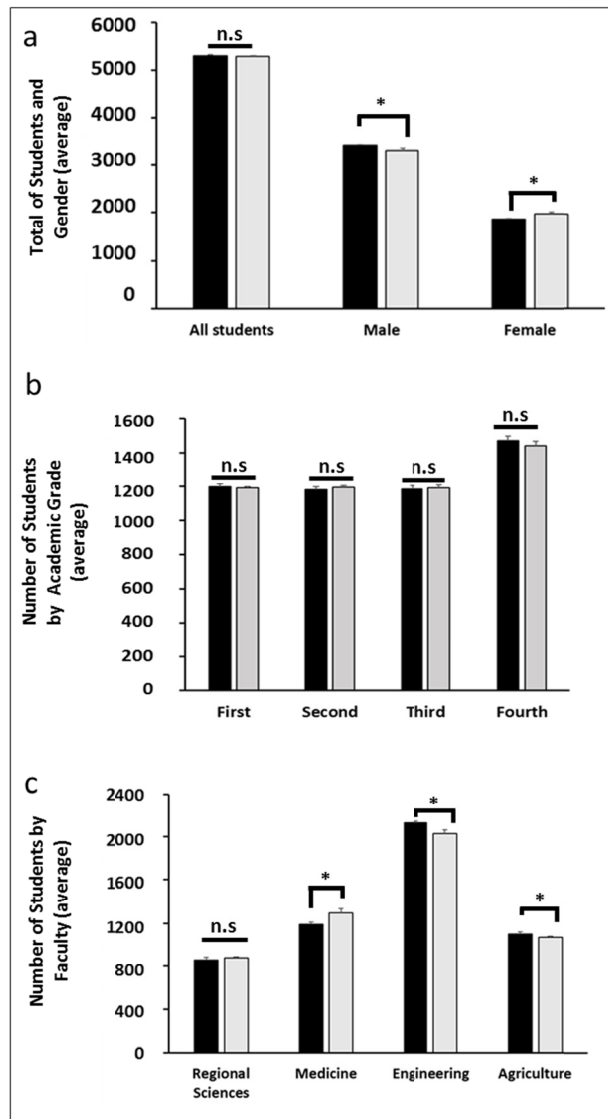 a
n.s
*
*
6000
5000
4000
3000
2000
1000
0
Total of Students and
Gender (average)
All students Male Female
b
n.s n.s n.s n.s
1600
1400
1200
1000
800
600
400
200
0
Number of Students
by Academic Grade
(average)
First Second Third Fourth
c
n.s
*
*
*
2400
2000
1600
1200
800
400
0
Number of Students by
Faculty (average)
Regional Medicine Engineering Agriculture
Sciences